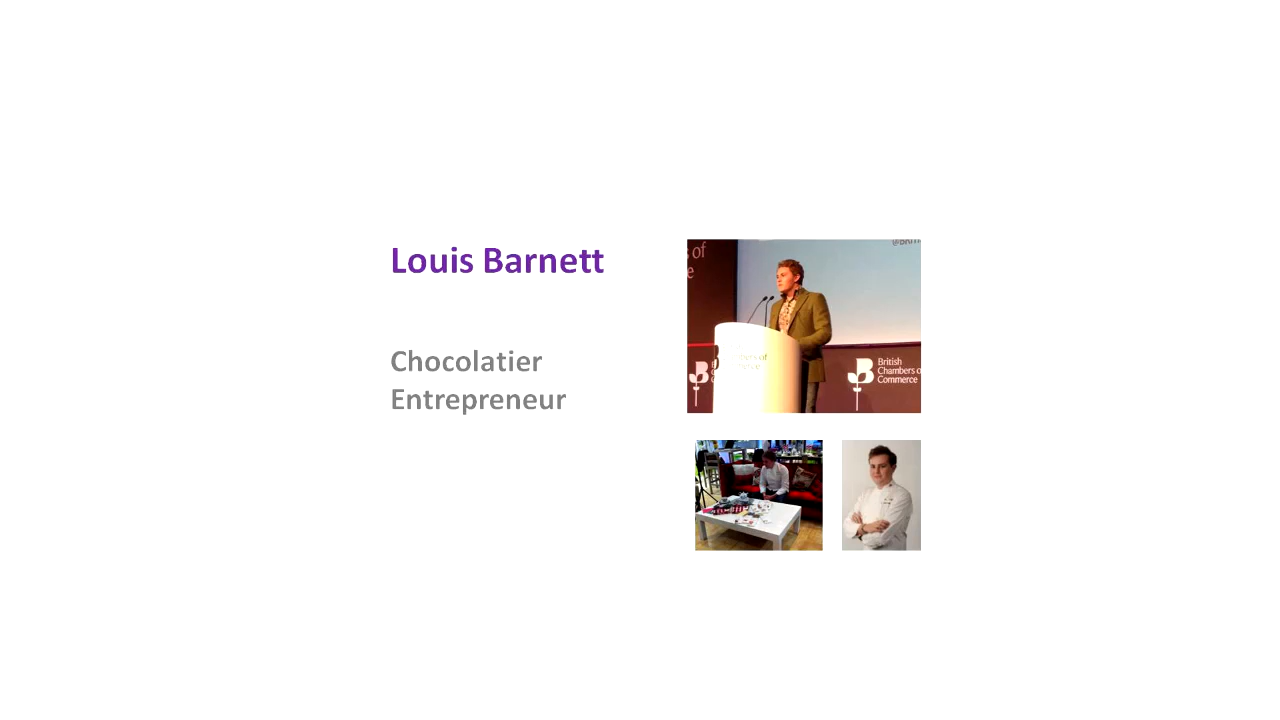 Louis Barnett
Chocolatier
Entrepreneur
s of
e
British
Chambers o
Commerce